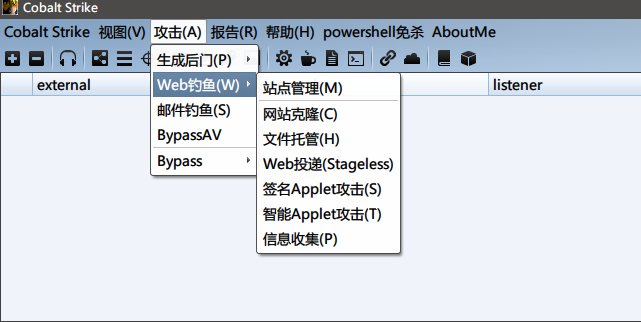 Cobalt Strike
Cobalt Strike 视图(V) 攻击(A) 报告(R) 帮助(H) powershell免杀 AboutMe
生成后门(P)
external
listener
Web钓鱼(W)
站点管理(M)
邮件钓鱼(S)
网站克隆(C)
BypassAV
文件托管(H)
Bypass
Web投递(Stageless)
签名Applet攻击(S)
智能Applet攻击(T)
信息收集(P)